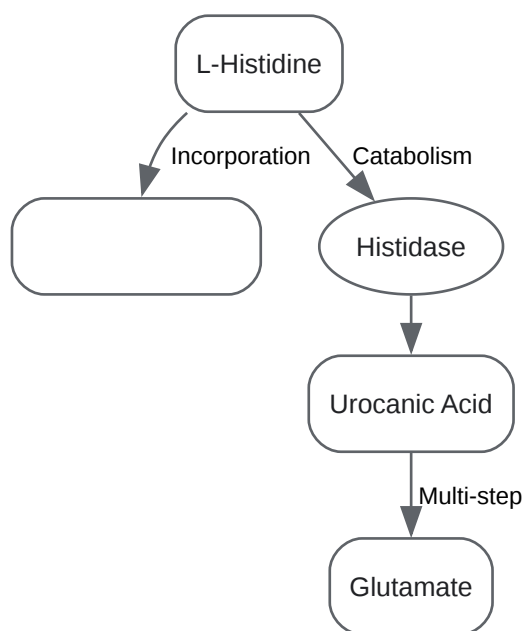 L-Histidine
Incorporation
Catabolism
Histidase
Urocanic Acid
Multi-step
Glutamate